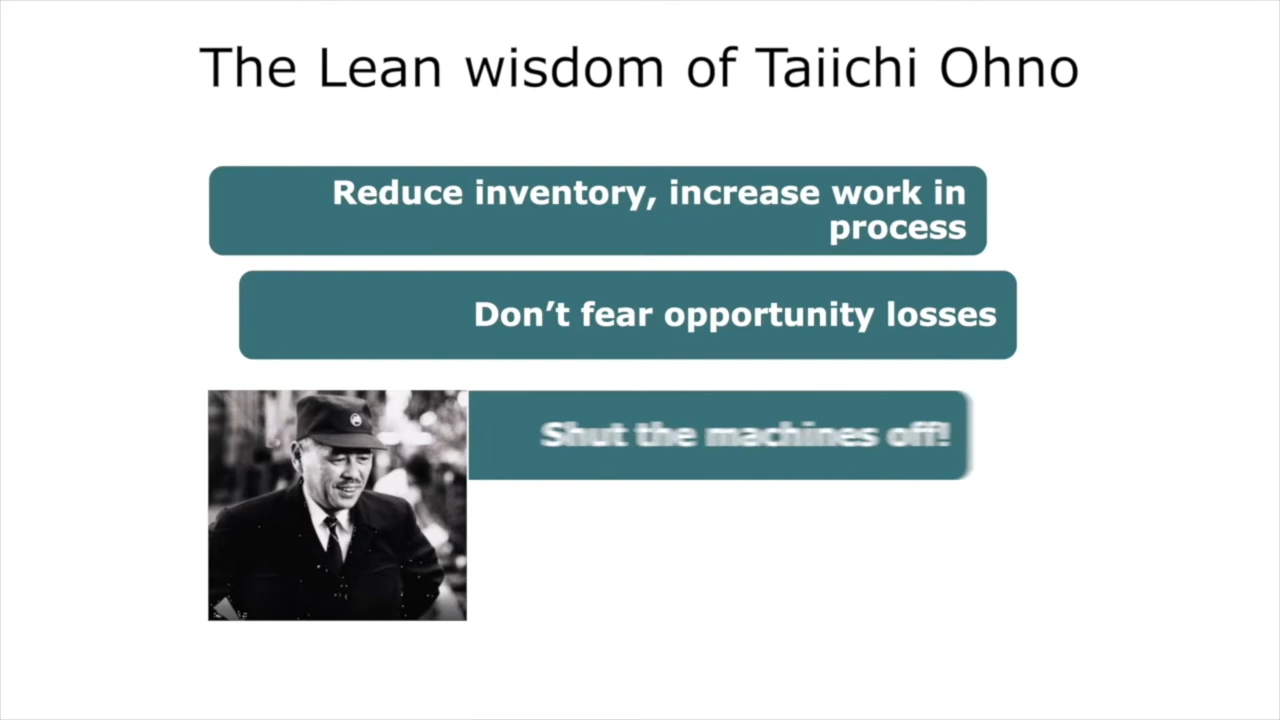 The Lean wisdom of Taiichi Ohno
Reduce inventory, increase work in
process
Don’t fear opportunity losses
Shut the machines off!